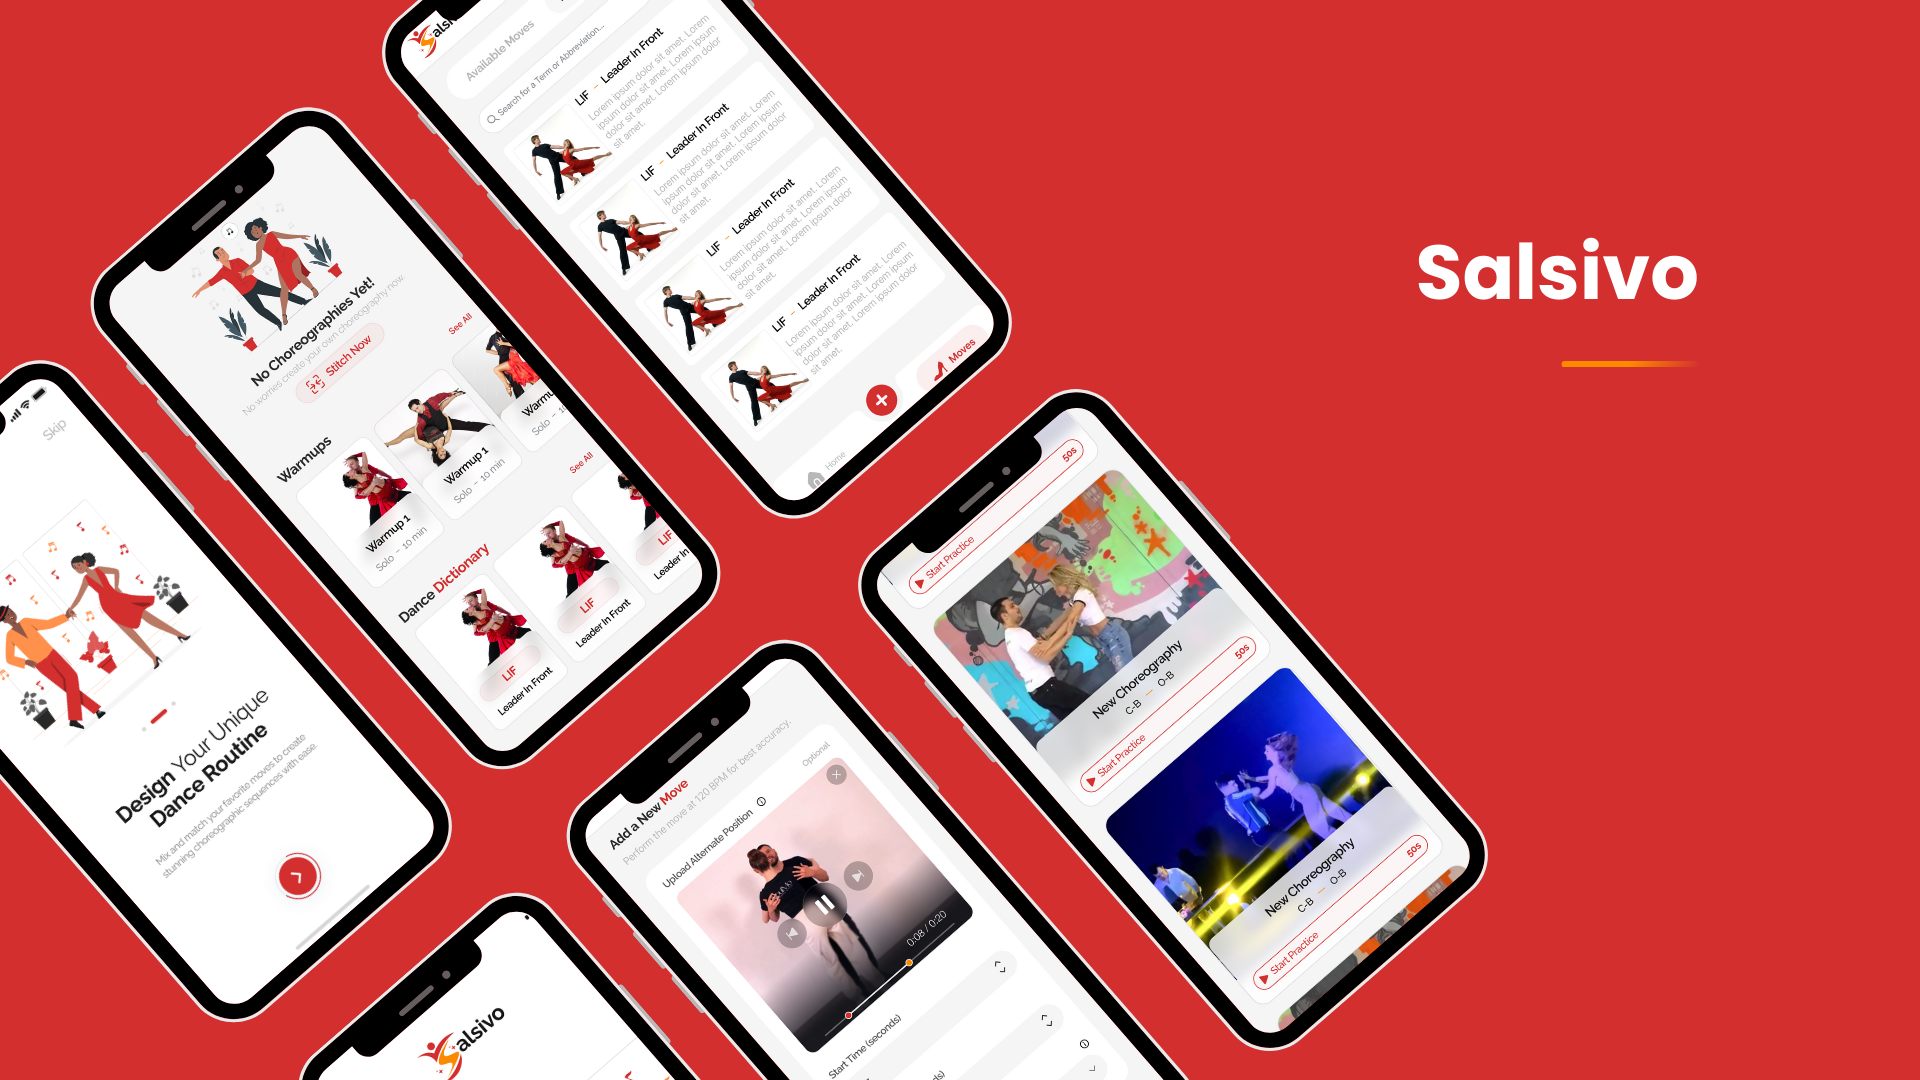 Salsivo
Salsivo
Available Moves
Search for a Term or Abbreviation...
LIF – Leader In Front
Lorem ipsum dolor sit amet. Lorem
ipsum dolor sit amet. Lorem ipsum
dolor sit amet. Lorem ipsum dolor
sit amet.
LIF – Leader In Front
Lorem ipsum dolor sit amet. Lorem
ipsum dolor sit amet. Lorem ipsum
dolor sit amet. Lorem ipsum dolor
sit amet.
LIF – Leader In Front
Lorem ipsum dolor sit amet. Lorem
ipsum dolor sit amet. Lorem ipsum
dolor sit amet. Lorem ipsum dolor
sit amet.
LIF – Leader In Front
Lorem ipsum dolor sit amet. Lorem
ipsum dolor sit amet. Lorem ipsum
dolor sit amet. Lorem ipsum dolor
sit amet.
Home
Moves
No Choreographies Yet!
No worries create your own choreography now
Stitch Now
Warmups
See All
Warmup 1
Solo – 10 min
Warmup 1
Solo – 10 min
Dance Dictionary
See All
LIF
Leader In Front
LIF
Leader In Front
LIF
Skip
Design Your Unique
Dance Routine
Mix and match your favorite moves to create
stunning choreographic sequences with ease.
Salsivo
Add a New Move
Perform the move at 120 BPM for best accuracy.
Upload Alternate Position
Optional
0:08 / 0:20
Start Time (seconds)
Start Practice
50s
New Choreography
C-B – O-B
Start Practice
50s
New Choreography
C-B – O-B
Start Practice
50s